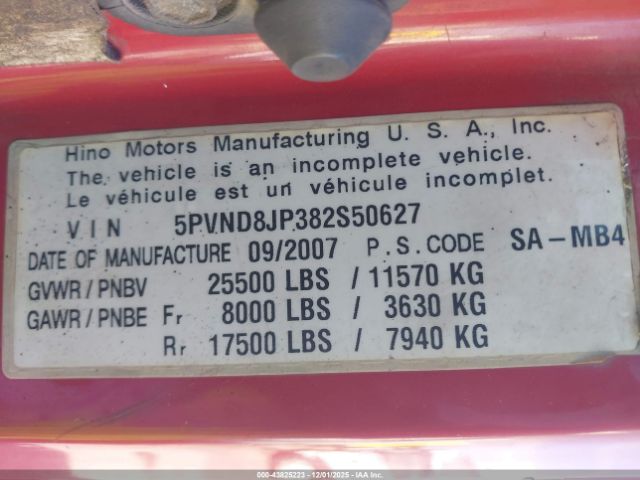 Hino Motors Manufacturing U.S.A., Inc.
The vehicle is an incomplete vehicle.
Le véhicule est un véhicule incomplet.
VIN 5PVND8JP382S50627
DATE OF MANUFACTURE 09/2007 P.S.CODE SA-MB4
GVWR/PNBV 25500 LBS / 11570 KG
GAWR/PNBE Fr 8000 LBS / 3630 KG
Rr 17500 LBS / 7940 KG
000-43825223 - 12/01/2025 - IAA Inc.